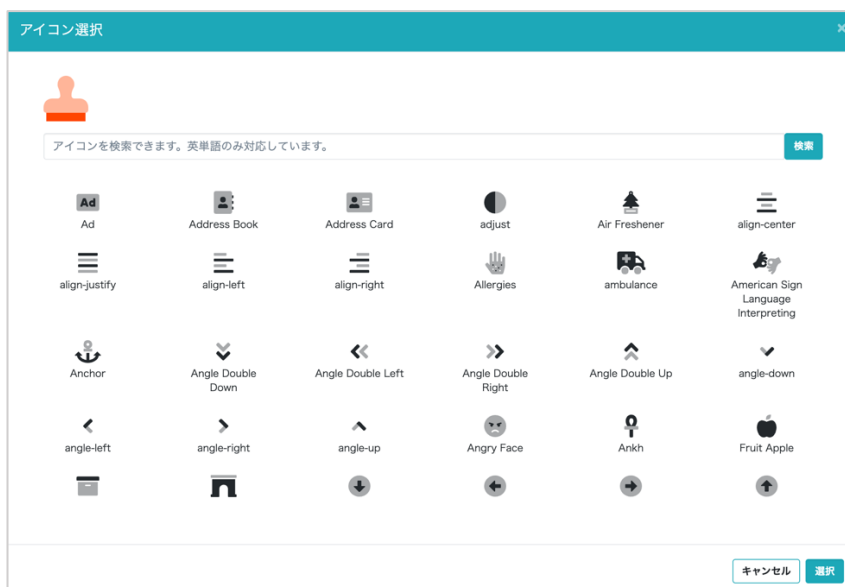 アイコン選択
×
アイコンを検索できます。英単語のみ対応しています。
検索
Ad
Ad
Address Book
Address Card
adjust
Air Freshener
align-center
align-justify
align-left
align-right
Allergies
ambulance
American Sign
Language
Interpreting
Anchor
Angle Double
Down
Angle Double Left
Angle Double
Right
Angle Double Up
angle-down
angle-left
angle-right
angle-up
Angry Face
Ankh
Fruit Apple
キャンセル
選択